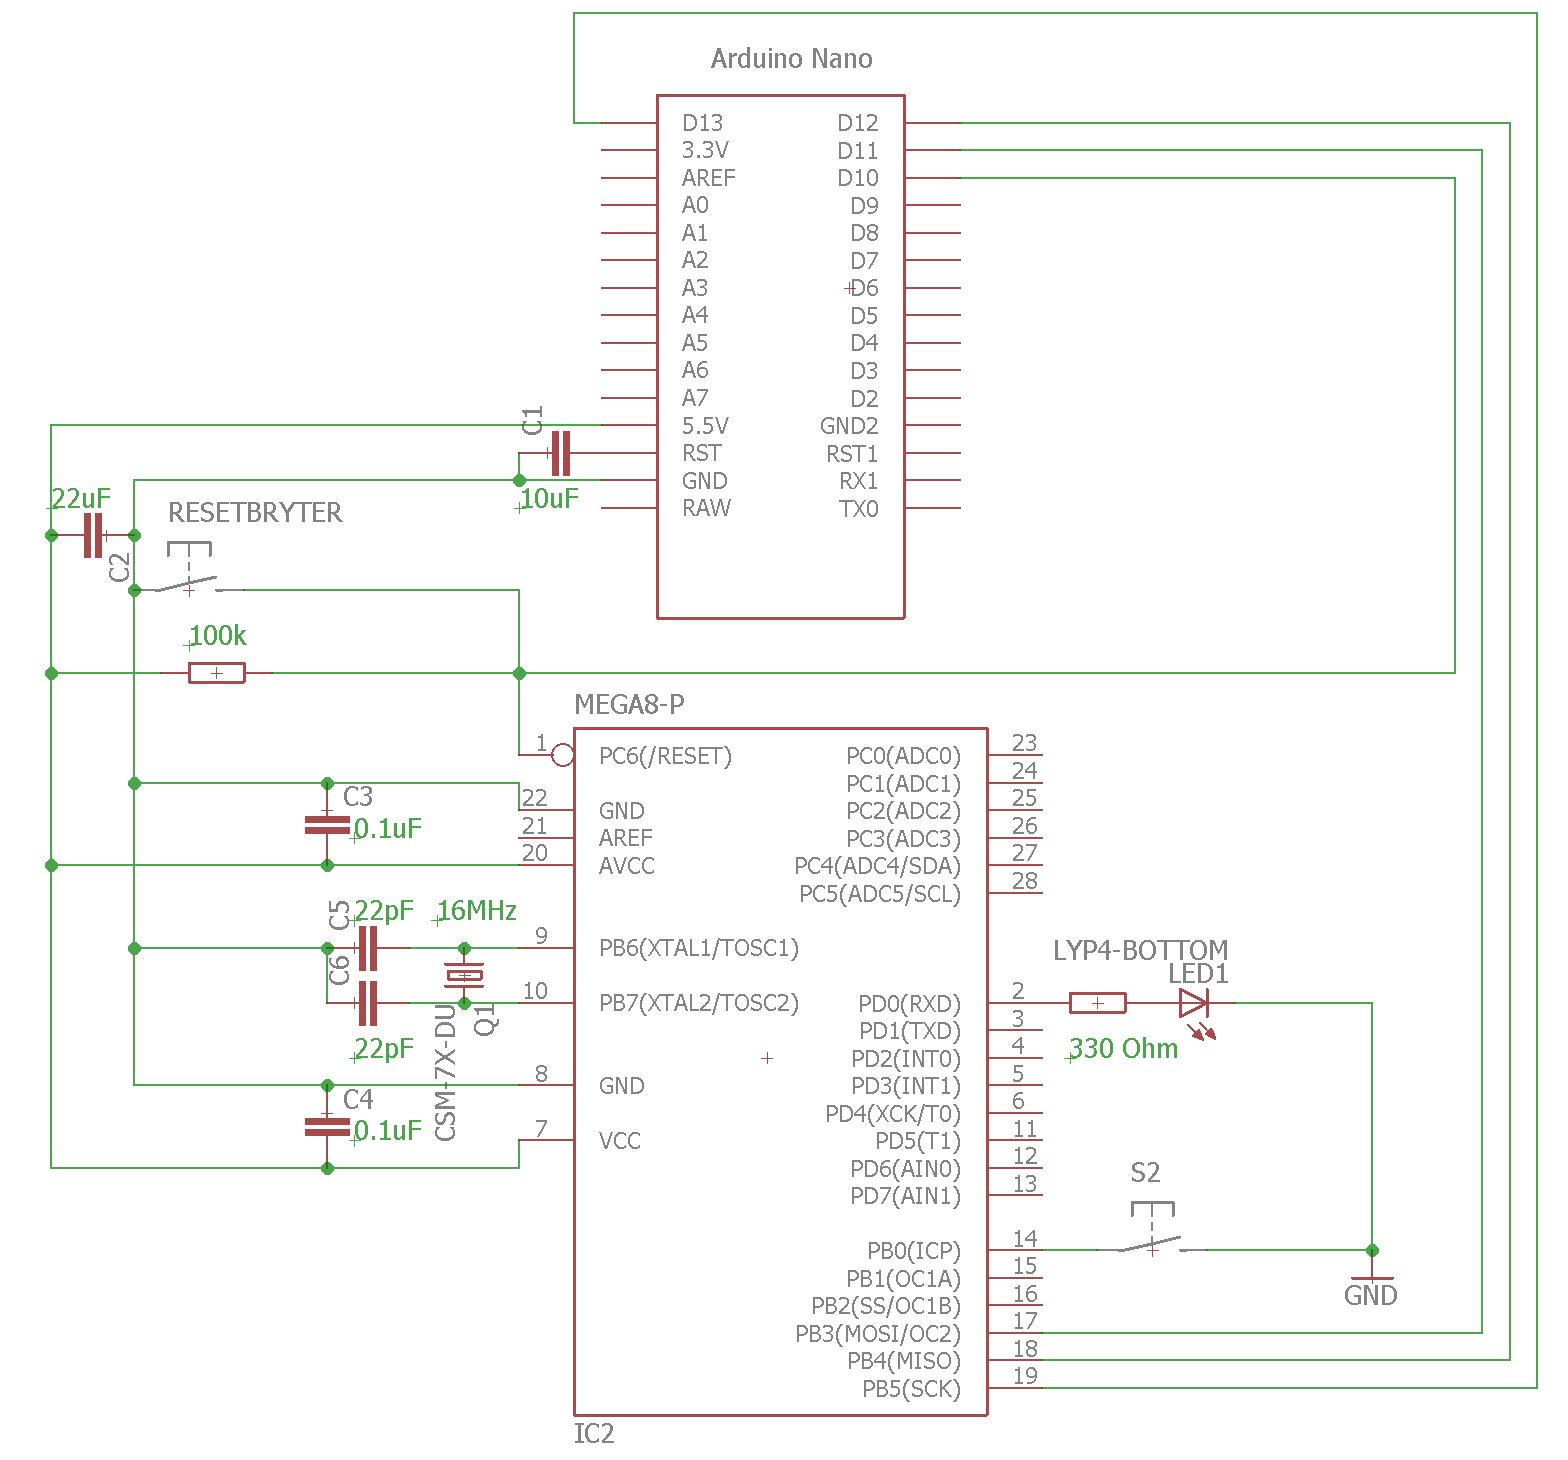 Arduino Nano
D13 D12
3.3V D11
AREF D10
A0 D9
A1 D8
A2 D7
A3 D6
A4 D5
A5 D4
A6 D3
A7 D2
5.5V GND2
RST RST1
GND RX1
RAW TX0
C1
10uF
22uF
C2
RESETBRYTER
100k
MEGA8-P
1 PC6(/RESET)
22 GND
21 AREF
20 AVCC
9 PB6(XTAL1/TOSC1)
10 PB7(XTAL2/TOSC2)
8 GND
7 VCC
PC0(ADC0) 23
PC1(ADC1) 24
PC2(ADC2) 25
PC3(ADC3) 26
PC4(ADC4/SDA) 27
PC5(ADC5/SCL) 28
PD0(RXD) 2
PD1(TXD) 3
PD2(INT0) 4
PD3(INT1) 5
PD4(XCK/T0) 6
PD5(T1) 11
PD6(AIN0) 12
PD7(AIN1) 13
PB0(ICP) 14
PB1(OC1A) 15
PB2(SS/OC1B) 16
PB3(MOSI/OC2) 17
PB4(MISO) 18
PB5(SCK) 19
IC2
C3
0.1uF
C5
22pF
16MHz
C6
22pF
Q1
CSM-7X-DU
C4
0.1uF
LYP4-BOTTOM
LED1
330 Ohm
S2
GND